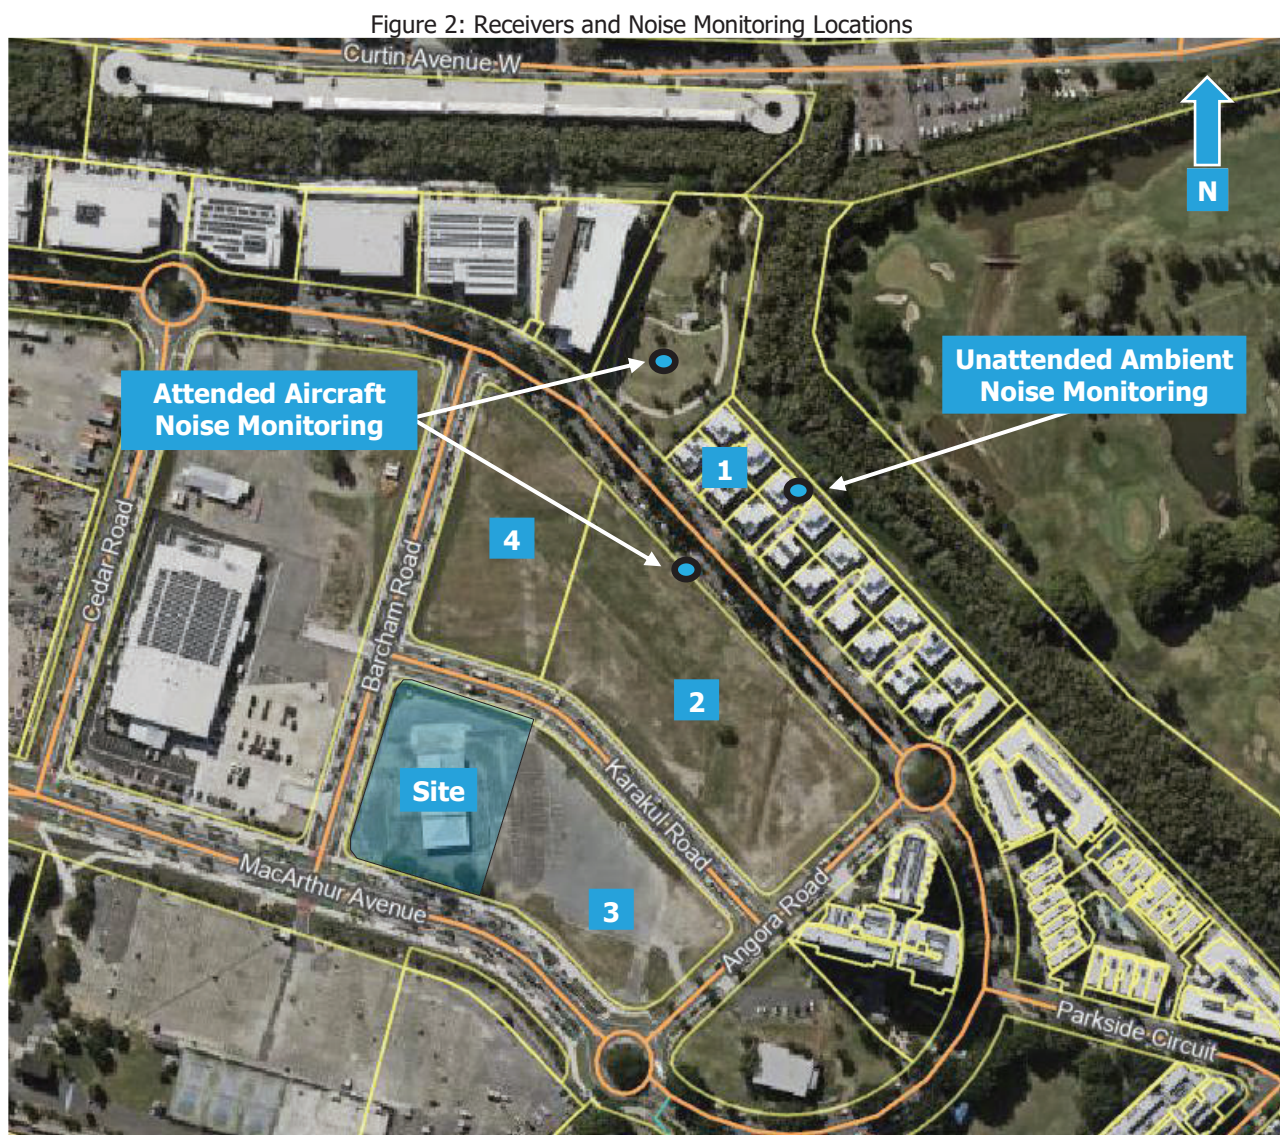 Figure 2: Receivers and Noise Monitoring Locations
Curtin Avenue W
N
Unattended Ambient
Noise Monitoring
Attended Aircraft
Noise Monitoring
1
4
Cedar Road
Barcham Road
2
Site
Karakul Road
MacArthur Avenue
3
Angora Road
Parkside Circuit